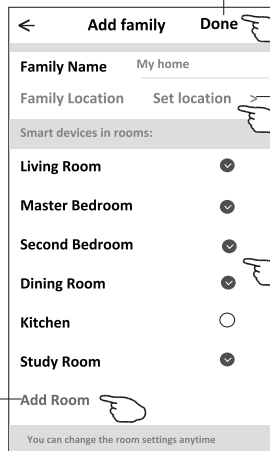 Add family Done
Family Name My home
Family Location Set location >
Smart devices in rooms:
Living Room
Master Bedroom
Second Bedroom
Dining Room
Kitchen
Study Room
Add Room
You can change the room settings anytime